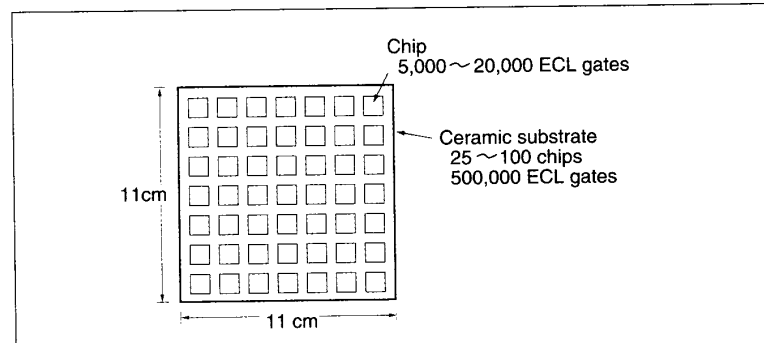 Chip
5,000～20,000 ECL gates
Ceramic substrate
25～100 chips
500,000 ECL gates
11cm
11 cm